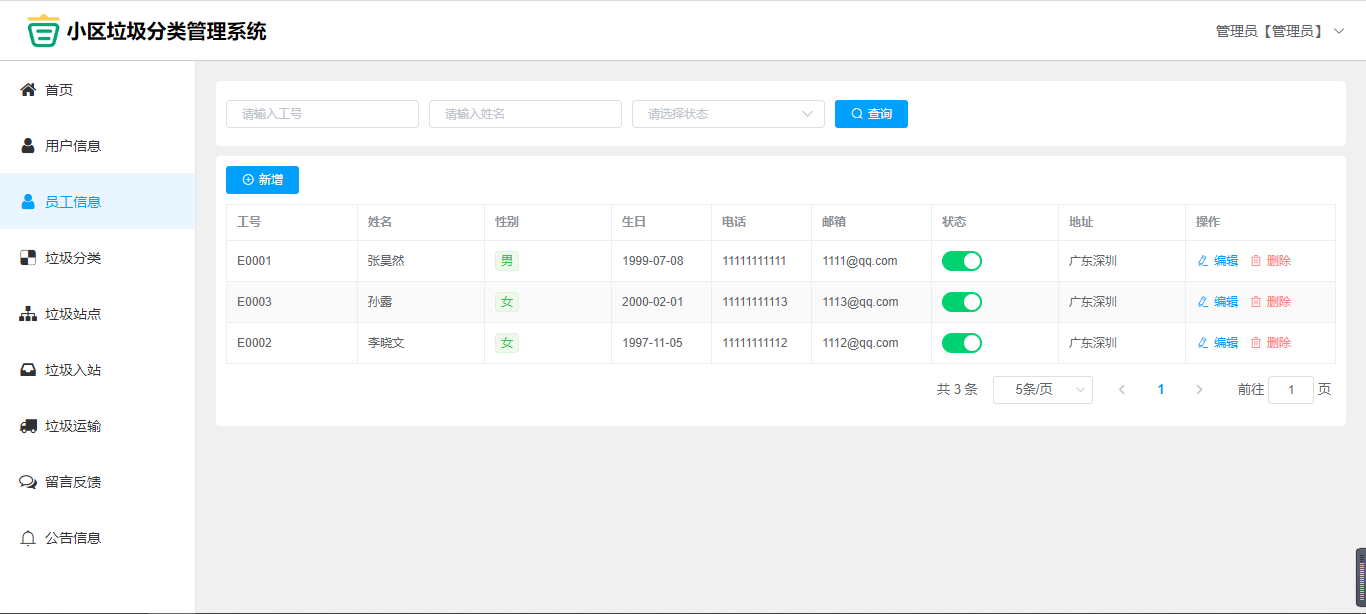 小区垃圾分类管理系统
管理员【管理员】
首页
用户信息
员工信息
垃圾分类
垃圾站点
垃圾入站
垃圾运输
留言反馈
公告信息
请输入工号 请输入姓名 请选择状态 查询
新增
工号 姓名 性别 生日 电话 邮箱 状态 地址 操作
E0001 张昊然 男 1999-07-08 11111111111 1111@qq.com 广东深圳 编辑 删除
E0003 孙露 女 2000-02-01 11111111113 1113@qq.com 广东深圳 编辑 删除
E0002 李晓文 女 1997-11-05 11111111112 1112@qq.com 广东深圳 编辑 删除
共 3 条 5条/页 1 前往 1 页